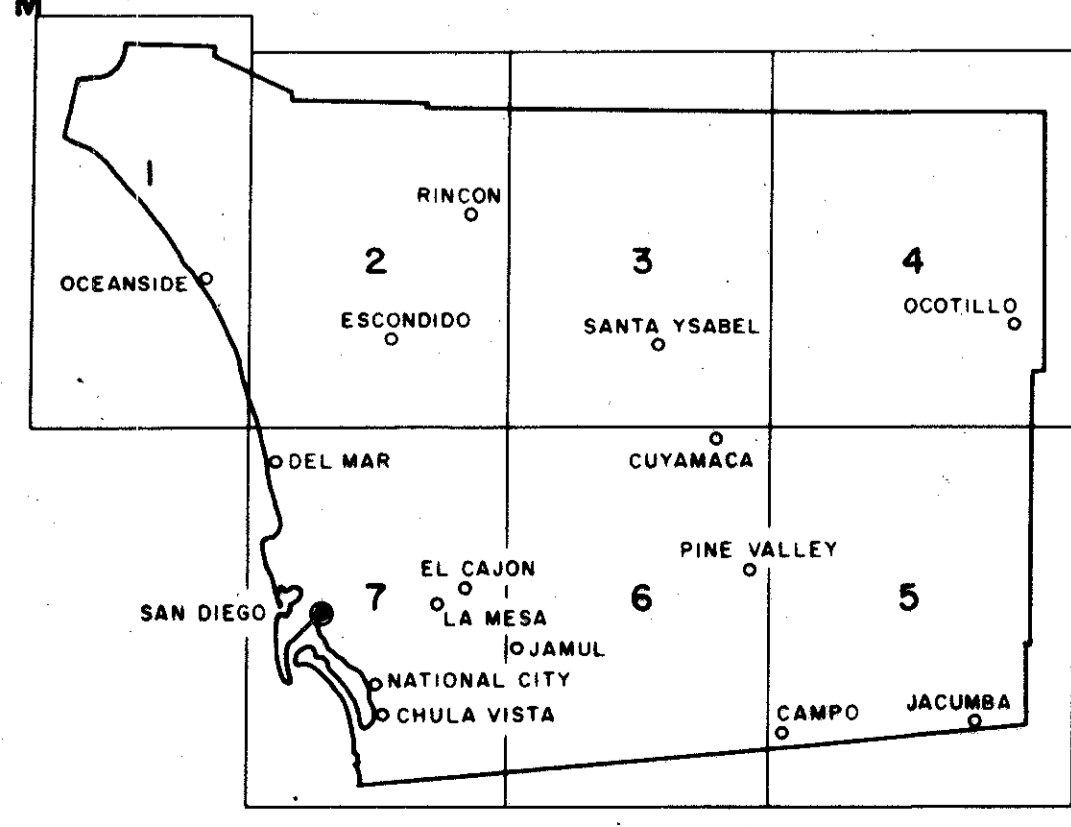 M
1
RINCON
2
3
4
OCEANSIDE
ESCONDIDO
SANTA YSABEL
OCOTILLO
DEL MAR
CUYAMACA
EL CAJON
PINE VALLEY
SAN DIEGO
7
LA MESA
6
5
JAMUL
NATIONAL CITY
CHULA VISTA
CAMPO
JACUMBA